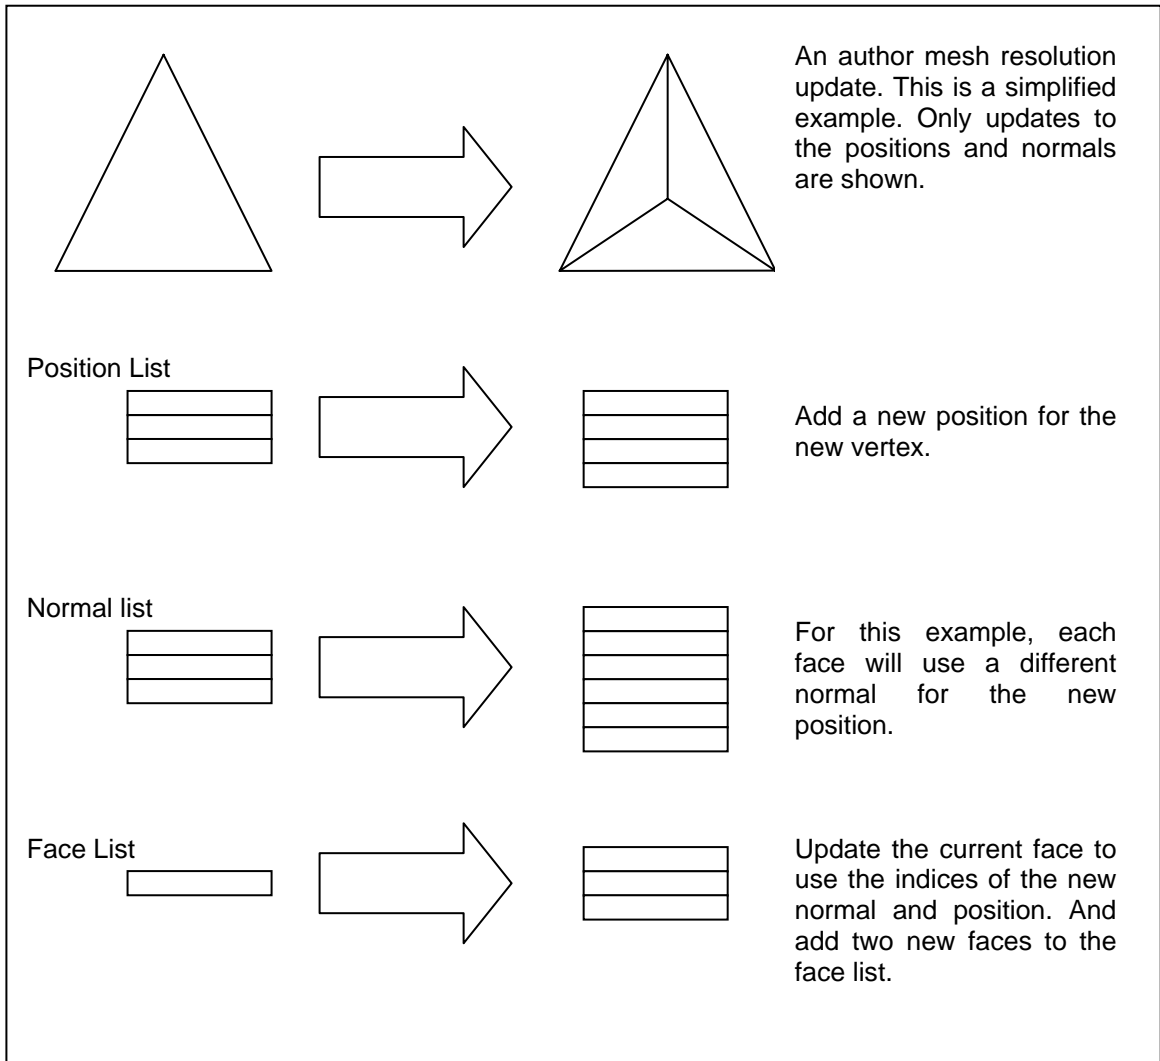 An author mesh resolution
update. This is a simplified
example. Only updates to
the positions and normals
are shown.
Position List
Add a new position for the
new vertex.
Normal list
For this example, each
face will use a different
normal for the new
position.
Face List
Update the current face to
use the indices of the new
normal and position. And
add two new faces to the
face list.